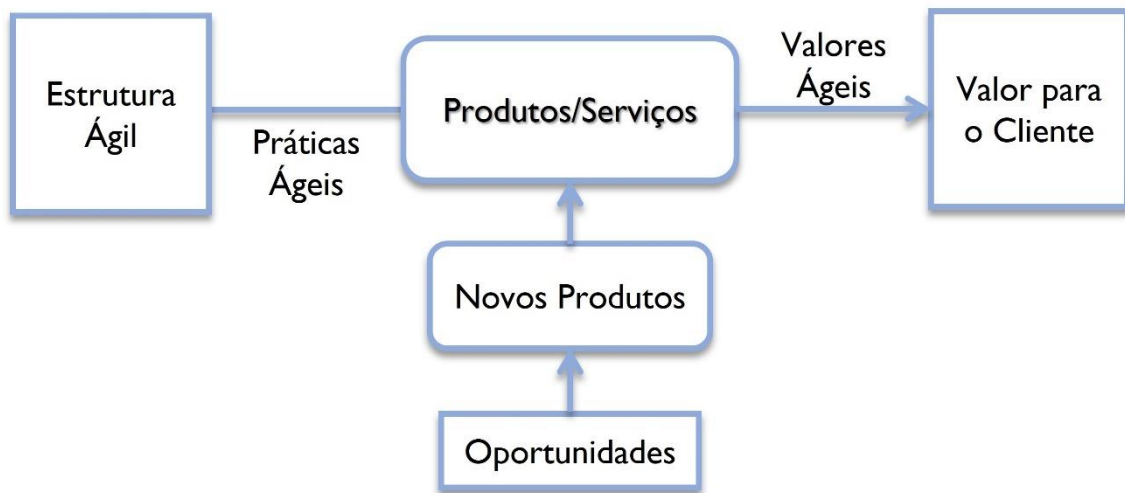 Estrutura
Ágil
Práticas
Ágeis
Produtos/Serviços
Valores
Ágeis
Valor para
o Cliente
Novos Produtos
Oportunidades